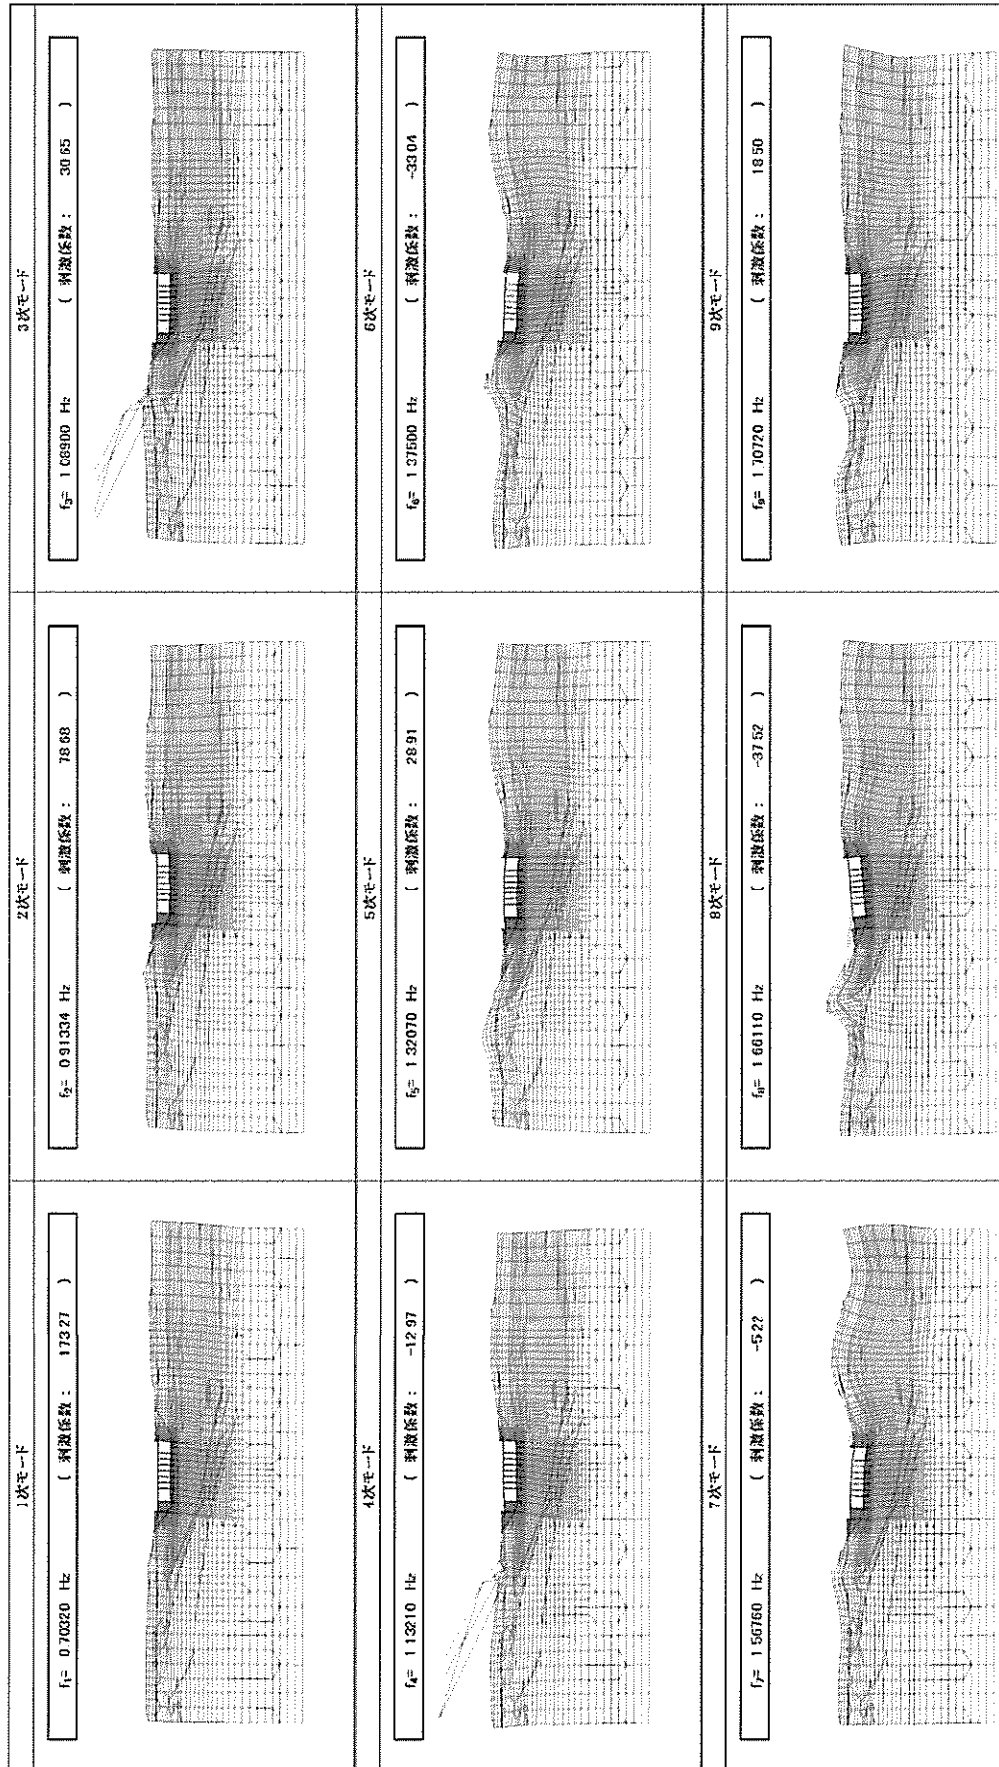 1次モード
f₁= 0.70320 Hz ( 刺激係数: 173.27 )
2次モード
f₂= 0.91334 Hz ( 刺激係数: 78.68 )
3次モード
f₃= 1.08900 Hz ( 刺激係数: 30.65 )
4次モード
f₄= 1.13210 Hz ( 刺激係数: -12.97 )
5次モード
f₅= 1.32070 Hz ( 刺激係数: 28.91 )
6次モード
f₆= 1.37500 Hz ( 刺激係数: -33.04 )
7次モード
f₇= 1.56760 Hz ( 刺激係数: -5.22 )
8次モード
f₈= 1.66110 Hz ( 刺激係数: -37.52 )
9次モード
f₉= 1.70720 Hz ( 刺激係数: 18.50 )